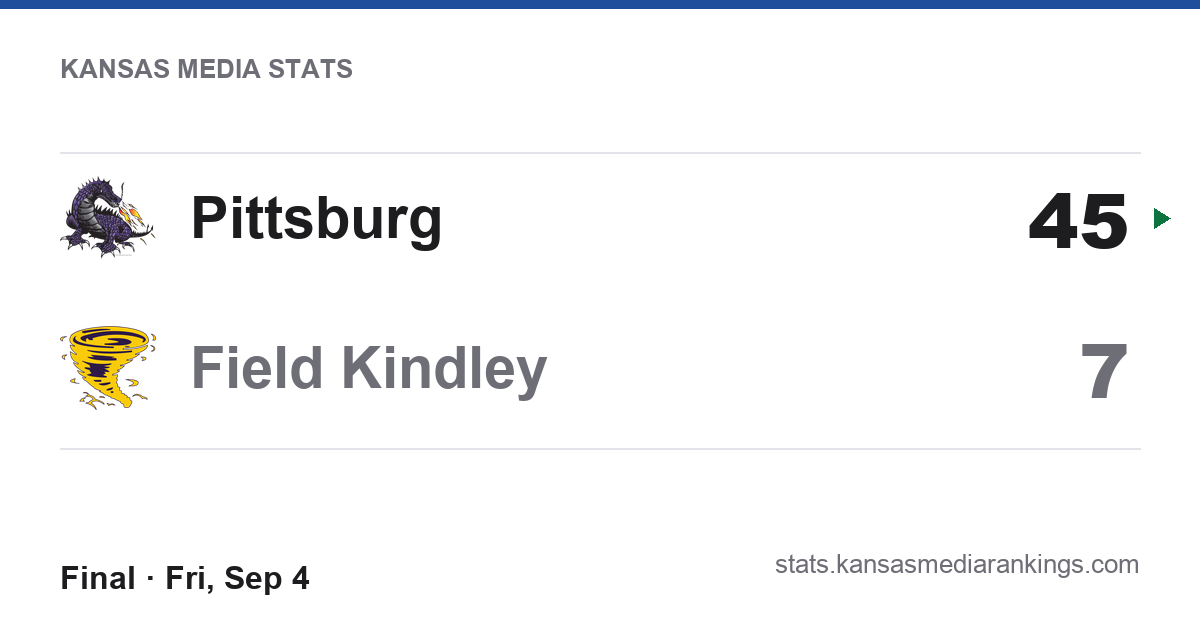 KANSAS MEDIA STATS
Pittsburg 45
Field Kindley 7
Final · Fri, Sep 4
stats.kansasmediarankings.com